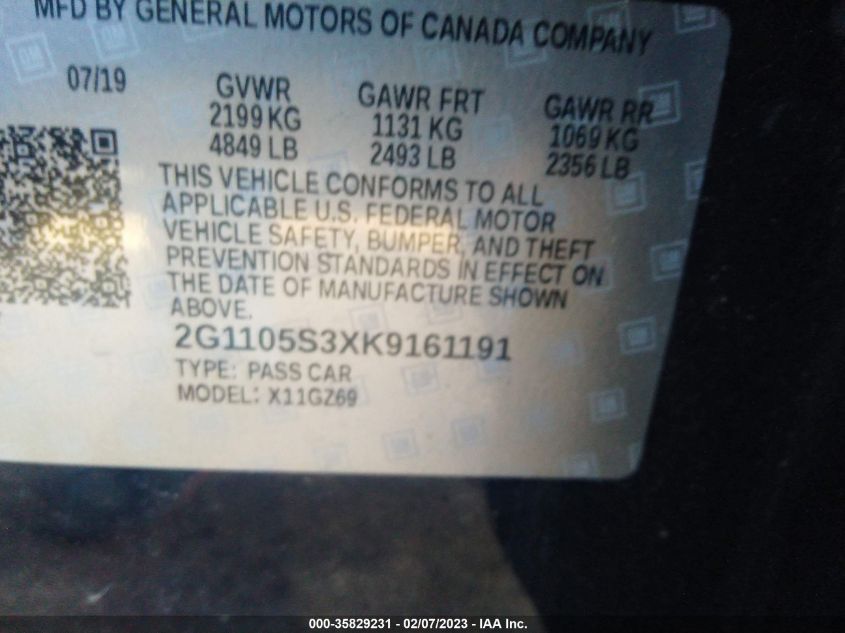 MFD BY GENERAL MOTORS OF CANADA COMPANY
07/19 GVWR GAWR FRT GAWR RR
2199 KG 1131 KG 1069 KG
4849 LB 2493 LB 2356 LB
THIS VEHICLE CONFORMS TO ALL
APPLICABLE U.S. FEDERAL MOTOR
VEHICLE SAFETY, BUMPER, AND THEFT
PREVENTION STANDARDS IN EFFECT ON
THE DATE OF MANUFACTURE SHOWN
ABOVE.
2G1105S3XK9161191
TYPE: PASS CAR
MODEL: X11GZ69
000-35829231 - 02/07/2023 - IAA Inc.